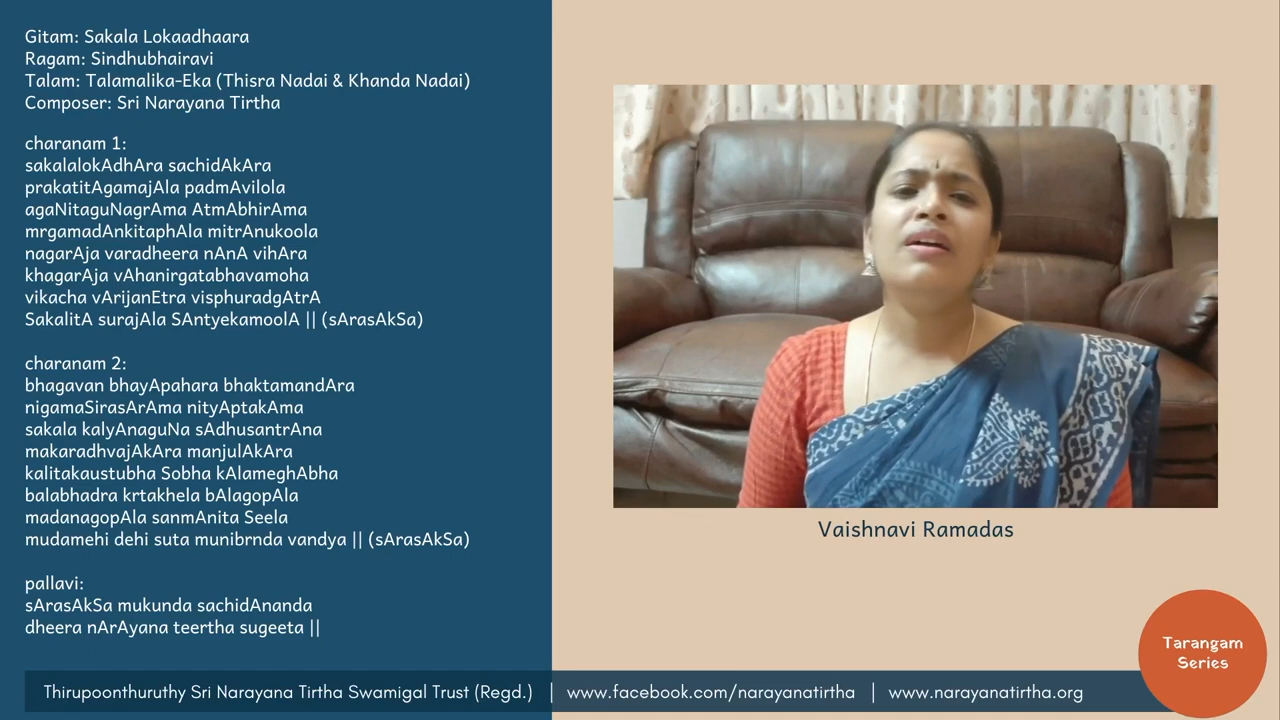 Gitam: Sakala Lokaadhaara
Ragam: Sindhubhairavi
Talam: Talamalika-Eka (Thisra Nadai & Khanda Nadai)
Composer: Sri Narayana Tirtha
charanam 1:
sakalalokAdhAra sachidAkAra
prakatitAgamajAla padmAvilola
agaNitaguNagrAma AtmAbhirAma
mrgamadAnkitaphAla mitrAnukoola
nagarAja varadheera nAnA vihAra
khagarAja vAhanirgatabhavamoha
vikacha vArijanEtra visphuradgAtrA
SakalitA surajAla SAntyekamoolA || (sArasAkSa)
charanam 2:
bhagavan bhayApahara bhaktamandAra
nigamaSirasArAma nityAptakAma
sakala kalyAnaguNa sAdhusantrAna
makaradhvajAkAra manjulAkAra
kalitakaustubha Sobha kAlameghAbha
balabhadra krtakhela bAlagopAla
madanagopAla sanmAnita Seela
mudamehi dehi suta munibrnda vandya || (sArasAkSa)
pallavi:
sArasAkSa mukunda sachidAnanda
dheera nArAyana teertha sugeeta ||
Vaishnavi Ramadas
Tarangam
Series
Thirupoonthuruthy Sri Narayana Tirtha Swamigal Trust (Regd.) | www.facebook.com/narayanatirtha | www.narayanatirtha.org